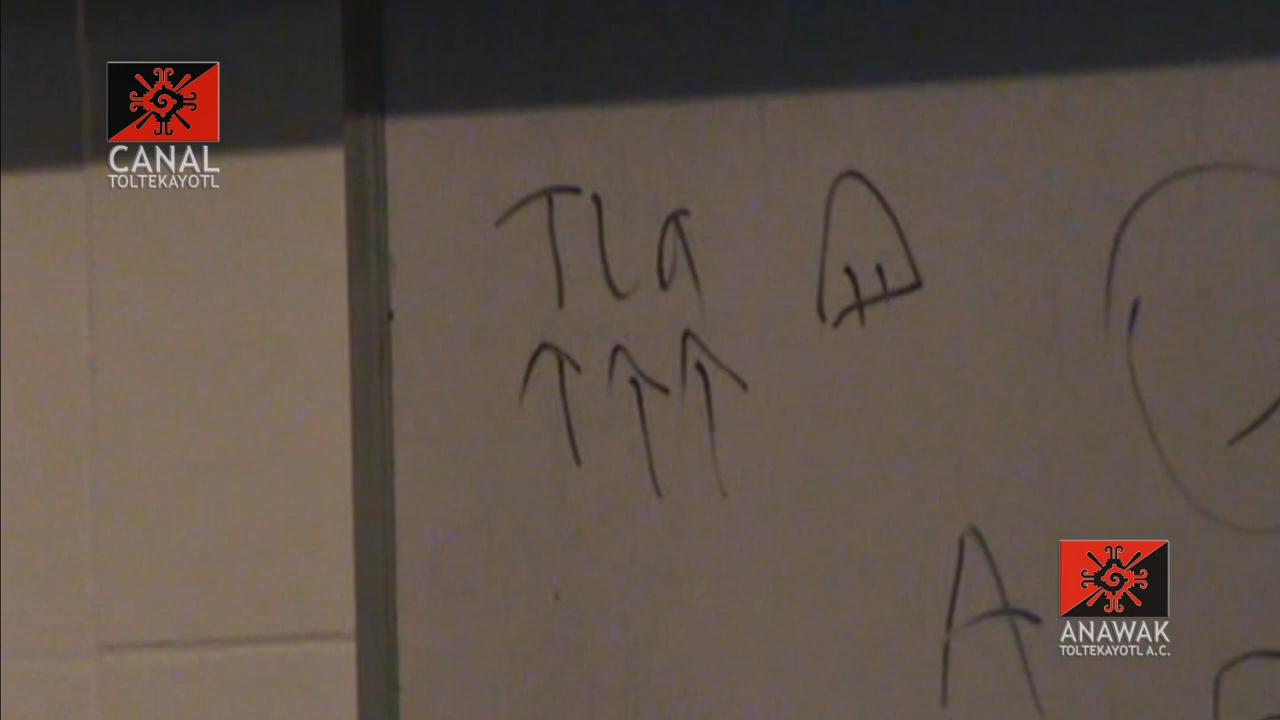 CANAL
TOLTEKAYOTL
Tla
↑↑↑
A
ANAWAK
TOLTEKAYOTL A.C.